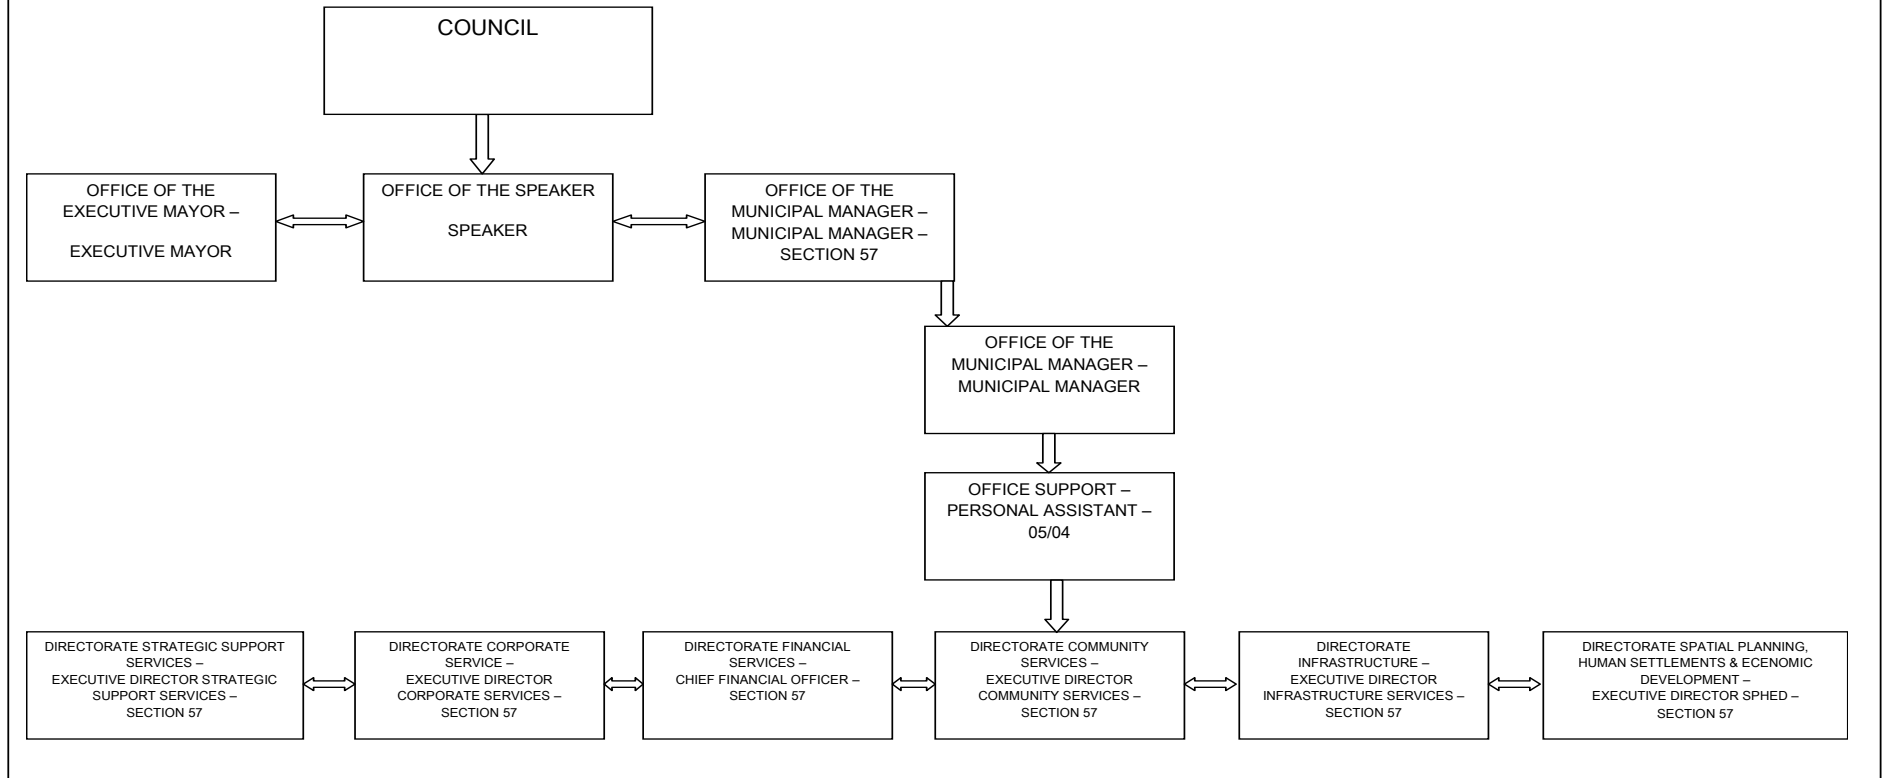 COUNCIL
OFFICE OF THE
EXECUTIVE MAYOR –
EXECUTIVE MAYOR
OFFICE OF THE SPEAKER
SPEAKER
OFFICE OF THE
MUNICIPAL MANAGER –
MUNICIPAL MANAGER –
SECTION 57
OFFICE OF THE
MUNICIPAL MANAGER –
MUNICIPAL MANAGER
OFFICE SUPPORT –
PERSONAL ASSISTANT –
05/04
DIRECTORATE STRATEGIC SUPPORT
SERVICES –
EXECUTIVE DIRECTOR STRATEGIC
SUPPORT SERVICES –
SECTION 57
DIRECTORATE CORPORATE
SERVICE –
EXECUTIVE DIRECTOR
CORPORATE SERVICES –
SECTION 57
DIRECTORATE FINANCIAL
SERVICES –
CHIEF FINANCIAL OFFICER –
SECTION 57
DIRECTORATE COMMUNITY
SERVICES –
EXECUTIVE DIRECTOR
COMMUNITY SERVICES –
SECTION 57
DIRECTORATE
INFRASTRUCTURE –
EXECUTIVE DIRECTOR
INFRASTRUCTURE SERVICES –
SECTION 57
DIRECTORATE SPATIAL PLANNING,
HUMAN SETTLEMENTS & ECENOMIC
DEVELOPMENT –
EXECUTIVE DIRECTOR SPHED –
SECTION 57